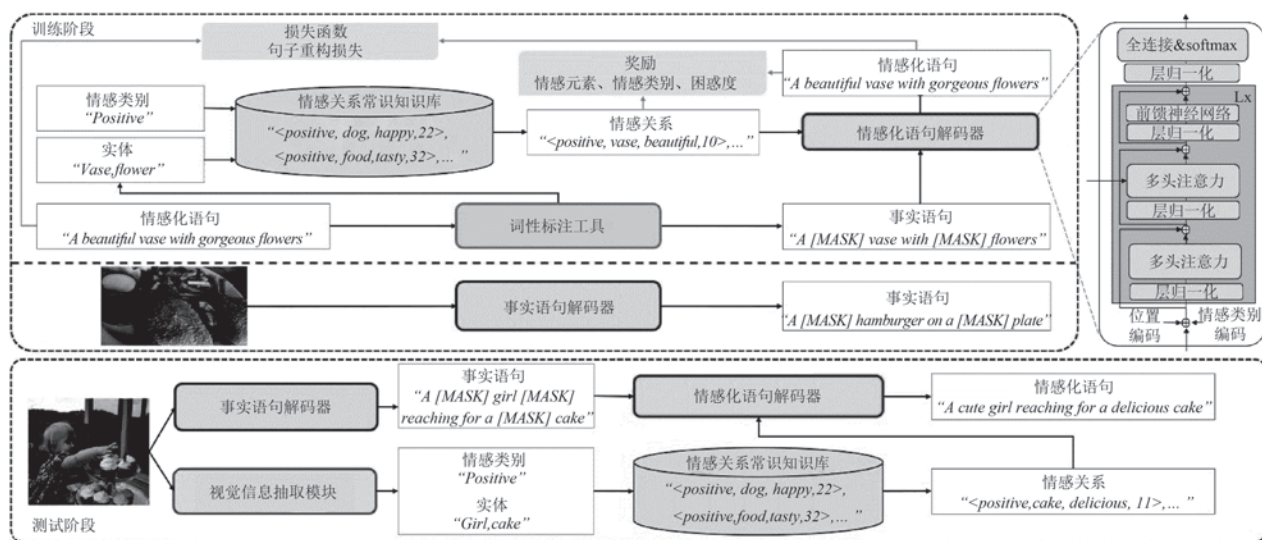 训练阶段
损失函数
句子重构损失
奖励
情感元素、情感类别、困惑度
情感化语句
“A beautiful vase with gorgeous flowers”
情感类别
“Positive”
实体
“Vase,flower”
情感关系常识知识库
“<positive, dog, happy,22>,
<positive, food,tasty,32>,… ”
情感关系
“<positive, vase, beautiful,10>,…”
情感化语句解码器
情感化语句
“A beautiful vase with gorgeous flowers”
词性标注工具
事实语句
“A [MASK] vase with [MASK] flowers”
事实语句解码器
事实语句
“A [MASK] hamburger on a [MASK] plate”
全连接&softmax
层归一化
Lx
前馈神经网络
层归一化
多头注意力
层归一化
多头注意力
层归一化
位置
编码
情感类别
编码
事实语句解码器
事实语句
“A [MASK] girl [MASK]
reaching for a [MASK] cake”
情感化语句解码器
情感化语句
“A cute girl reaching for a delicious cake”
视觉信息抽取模块
情感类别
“Positive”
实体
“Girl,cake”
情感关系常识知识库
“<positive, dog, happy,22>,
<positive,food,tasty,32>,… ”
情感关系
“<positive,cake, delicious, 11>,…”
测试阶段